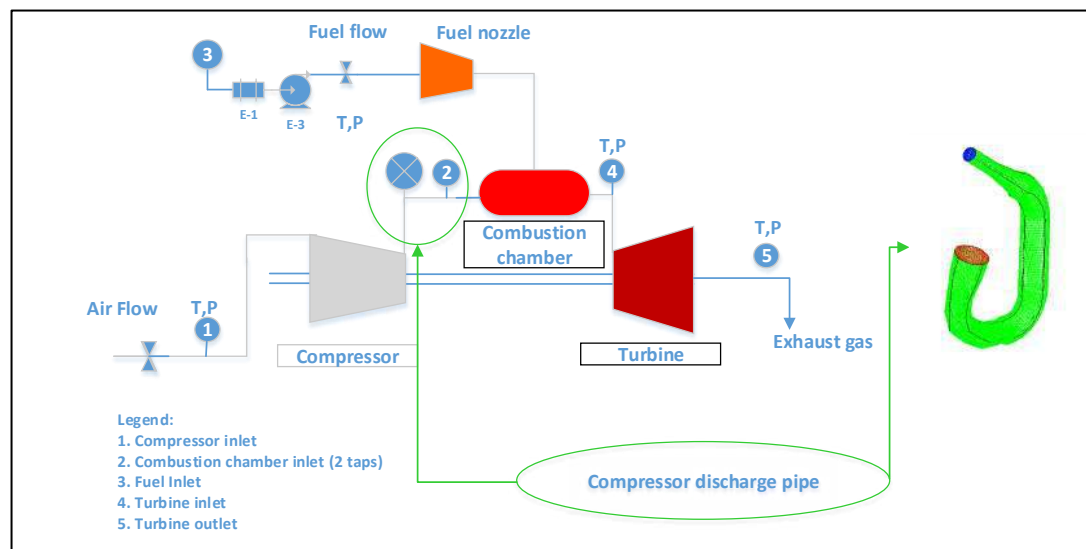 Fuel flow
Fuel nozzle
3
E-1
E-3
T,P
2
T,P
4
Combustion
chamber
T,P
5
Air Flow
T,P
1
Compressor
Turbine
Exhaust gas
Legend:
1. Compressor inlet
2. Combustion chamber inlet (2 taps)
3. Fuel Inlet
4. Turbine inlet
5. Turbine outlet
Compressor discharge pipe